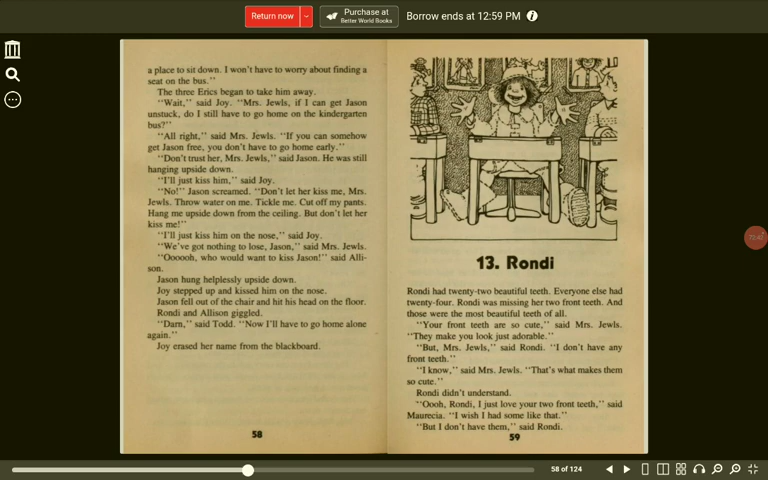 Return now
Purchase at
Better World Books
Borrow ends at 12:59 PM
a place to sit down. I won't have to worry about finding a
seat on the bus."
The three Erics began to take him away.
"Wait," said Joy. "Mrs. Jewls, if I can get Jason
unstuck, do I still have to go home on the kindergarten
bus?"
"All right," said Mrs. Jewls. "If you can somehow
get Jason free, you don't have to go home early."
"Don't trust her, Mrs. Jewls," said Jason. He was still
hanging upside down.
"I'll just kiss him," said Joy.
"No!" Jason screamed. "Don't let her kiss me, Mrs.
Jewls. Throw water on me. Tickle me. Cut off my pants.
Hang me upside down from the ceiling. But don't let her
kiss me!"
"I'll just kiss him on the nose," said Joy.
"We've got nothing to lose, Jason," said Mrs. Jewls.
"Oooooh, who would want to kiss Jason!" said Alli-
son.
Jason hung helplessly upside down.
Joy stepped up and kissed him on the nose.
Jason fell out of the chair and hit his head on the floor.
Rondi and Allison giggled.
"Darn," said Todd. "Now I'll have to go home alone
again."
Joy erased her name from the blackboard.
58
13. Rondi
Rondi had twenty-two beautiful teeth. Everyone else had
twenty-four. Rondi was missing her two front teeth. And
those were the most beautiful teeth of all.
"Your front teeth are so cute," said Mrs. Jewls.
"They make you look just adorable."
"But, Mrs. Jewls," said Rondi. "I don't have any
front teeth."
"I know," said Mrs. Jewls. "That's what makes them
so cute."
Rondi didn't understand.
"Oooh, Rondi, I just love your two front teeth," said
Maurecia. "I wish I had some like that."
"But I don't have them," said Rondi.
59
58 of 124